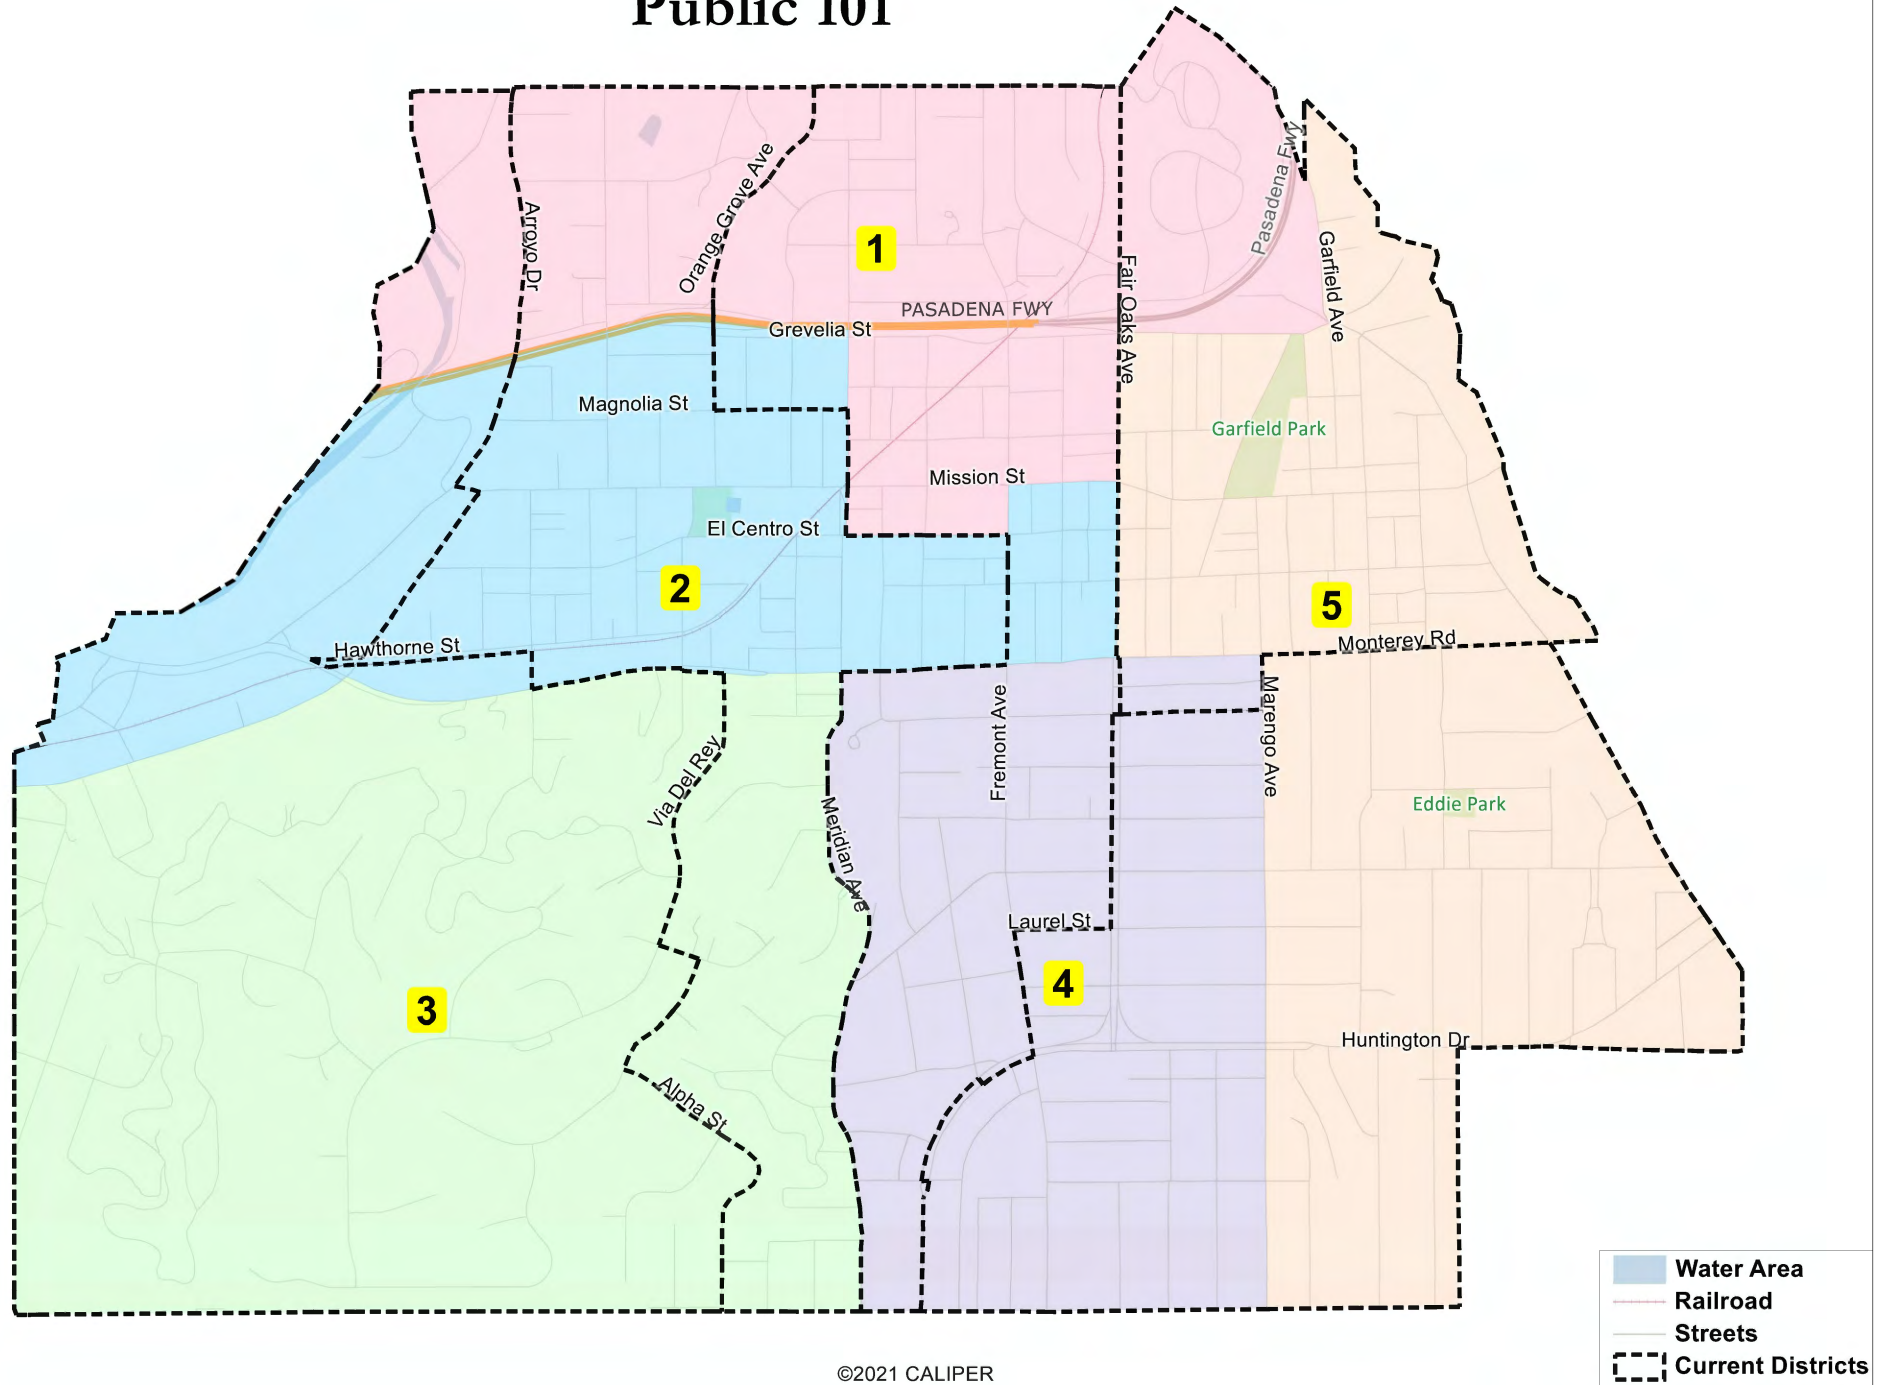 Public 101
Pasadena Fwy
Arroyo Dr
Orange Grove Ave
1
Fair Oaks Ave
Pasadena Fwy
Garfield Ave
PASADENA FWY
Grevelia St
Magnolia St
Garfield Park
Mission St
El Centro St
2
5
Hawthorne St
Monterey Rd
Via Del Rey
Fremont Ave
Marengo Ave
Meridian Ave
Eddie Park
Laurel St
4
3
Huntington Dr
Alpha St
Water Area
Railroad
Streets
Current Districts
©2021 CALIPER